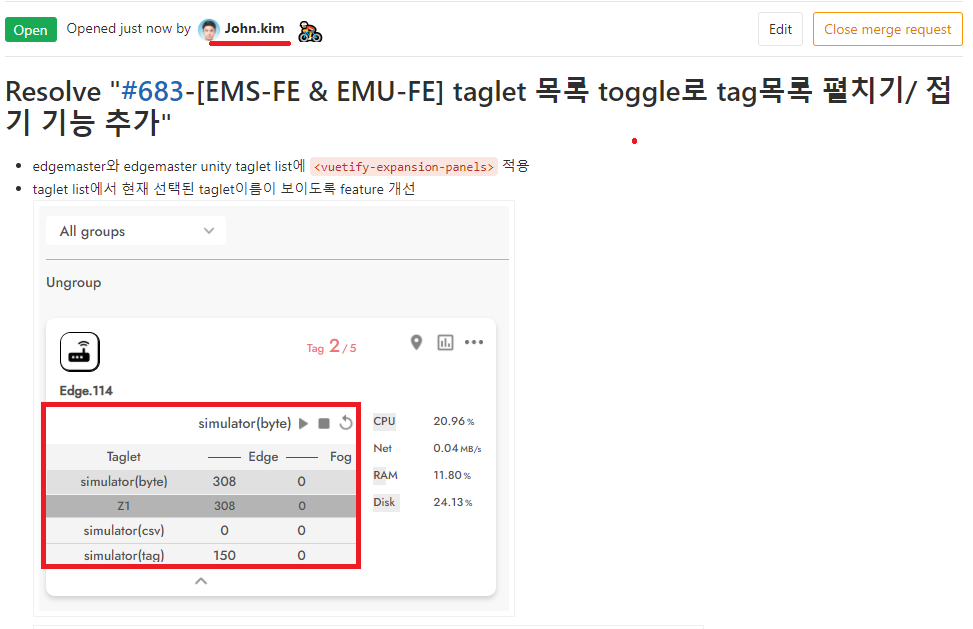 Open Opened just now by John.kim Edit Close merge request
Resolve "#683-[EMS-FE & EMU-FE] taglet 목록 toggle로 tag목록 펼치기/ 접
기 기능 추가"
edgemaster와 edgemaster unity taglet list에 <vuetify-expansion-panels> 적용
taglet list에서 현재 선택된 taglet이름이 보이도록 feature 개선
All groups
Ungroup
Tag 2 / 5
Edge.114
simulator(byte)
Taglet Edge Fog
simulator(byte) 308 0
Z1 308 0
simulator(csv) 0 0
simulator(tag) 150 0
CPU 20.96 %
Net 0.04 MB/s
RAM 11.80 %
Disk 24.13 %